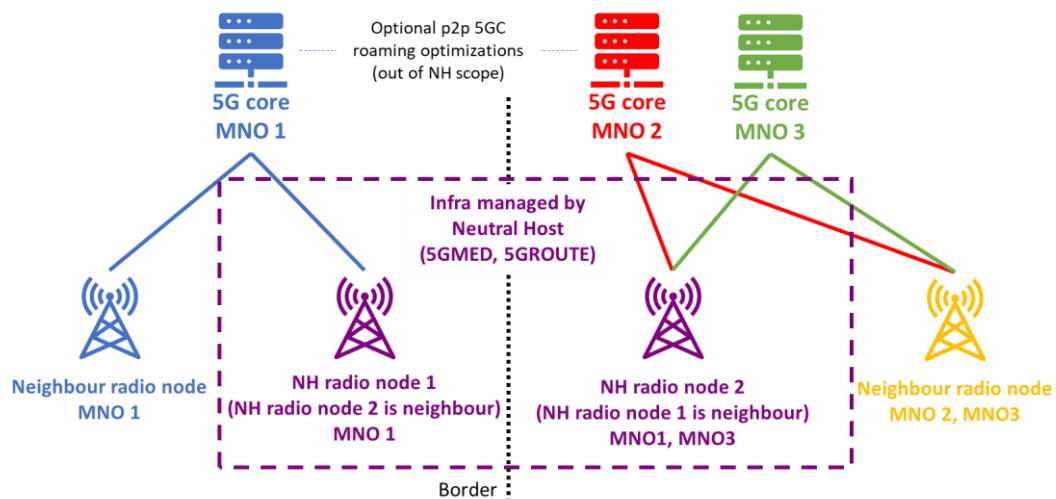 Optional p2p 5GC
roaming optimizations
(out of NH scope)
5G core
MNO 1
5G core
MNO 2
5G core
MNO 3
Infra managed by
Neutral Host
(5GMED, 5GROUTE)
Neighbour radio node
MNO 1
NH radio node 1
(NH radio node 2 is neighbour)
MNO 1
NH radio node 2
(NH radio node 1 is neighbour)
MNO1, MNO3
Neighbour radio node
MNO 2, MNO3
Border